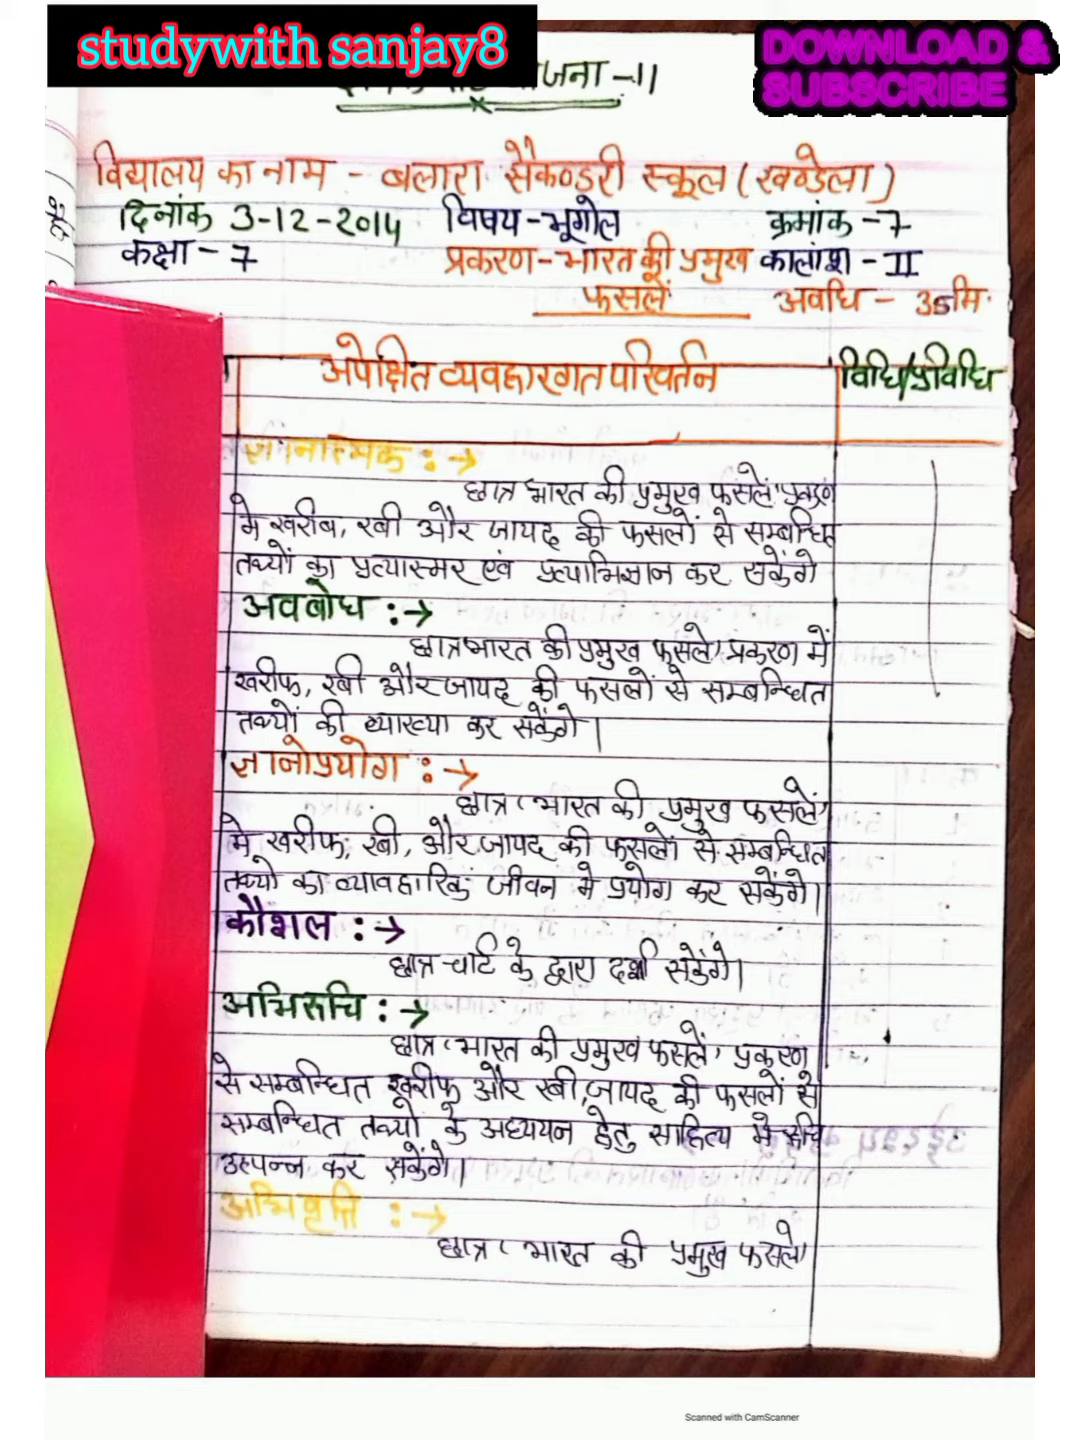 studywith sanjay8
DOWNLOAD &
SUBSCRIBE
योजना -II
विद्यालय का नाम - बलारा सैकण्डरी स्कूल (खण्डेला)
दिनांक 3-12-2014 विषय-भूगोल क्रमांक -7
कक्षा - 7 प्रकरण-भारत की प्रमुख कालांश - II
फसलें अवधि - 35मि.
अपेक्षित व्यवहारगत परिवर्तन विधि/प्रविधि
ज्ञानात्मक :→
छात्र भारत की प्रमुख फसलें' प्रकरण
मे खरीब, रबी और जायद की फसलों से सम्बन्धित
तथ्यों का प्रत्यास्मर एवं प्रत्याभिज्ञान कर सकेंगे
अवबोध :→
छात्र'भारत की प्रमुख फसले' प्रकरण में
खरीफ, रबी और जायद की फसलों से सम्बन्धित
तथ्यों की व्याख्या कर सकेंगे।
ज्ञानोप्रयोग :→
छात्र 'भारत की प्रमुख फसलें'
मे खरीफ, रबी, और जायद की फसलों से सम्बन्धित
तथ्यो का व्यावहारिक जीवन मे प्रयोग कर सकेंगे।
कौशल :→
छात्र चार्ट के द्वारा दर्शा सकेंगे।
अभिरुचि :→
छात्र 'भारत की प्रमुख फसलें' प्रकरण
से सम्बन्धित खरीफ और रबी, जायद की फसलों से
सम्बन्धित तथ्यो के अध्ययन हेतु साहित्य मे रूचि
उत्पन्न कर सकेंगे।
अभिवृत्ति :→
छात्र 'भारत की प्रमुख फसले'
Scanned with CamScanner